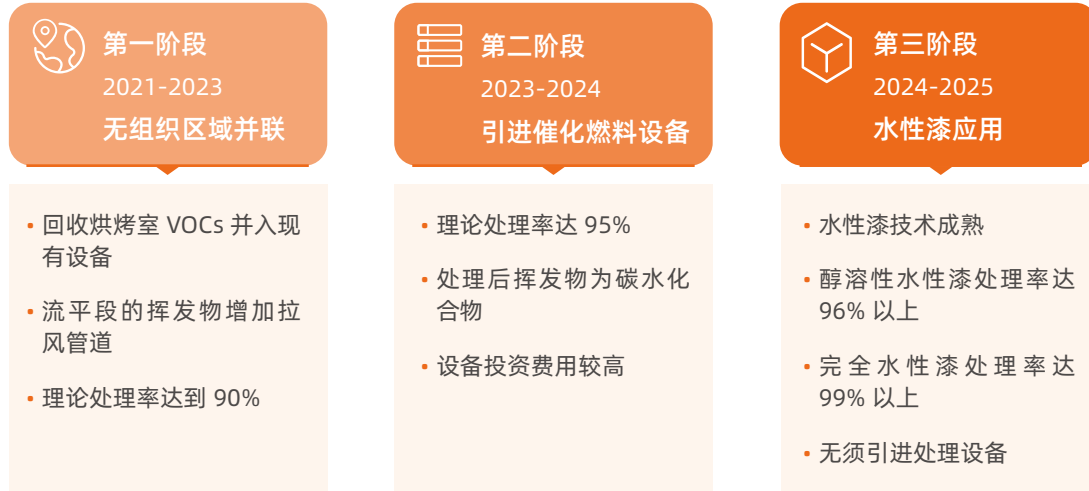 第一阶段
2021-2023
无组织区域并联
回收烘烤室 VOCs 并入现
有设备
流平段的挥发物增加拉
风管道
理论处理率达到 90%
第二阶段
2023-2024
引进催化燃料设备
理论处理率达 95%
处理后挥发物为碳水化
合物
设备投资费用较高
第三阶段
2024-2025
水性漆应用
水性漆技术成熟
醇溶性水性漆处理率达
96% 以上
完全水性漆处理率达
99% 以上
无须引进处理设备